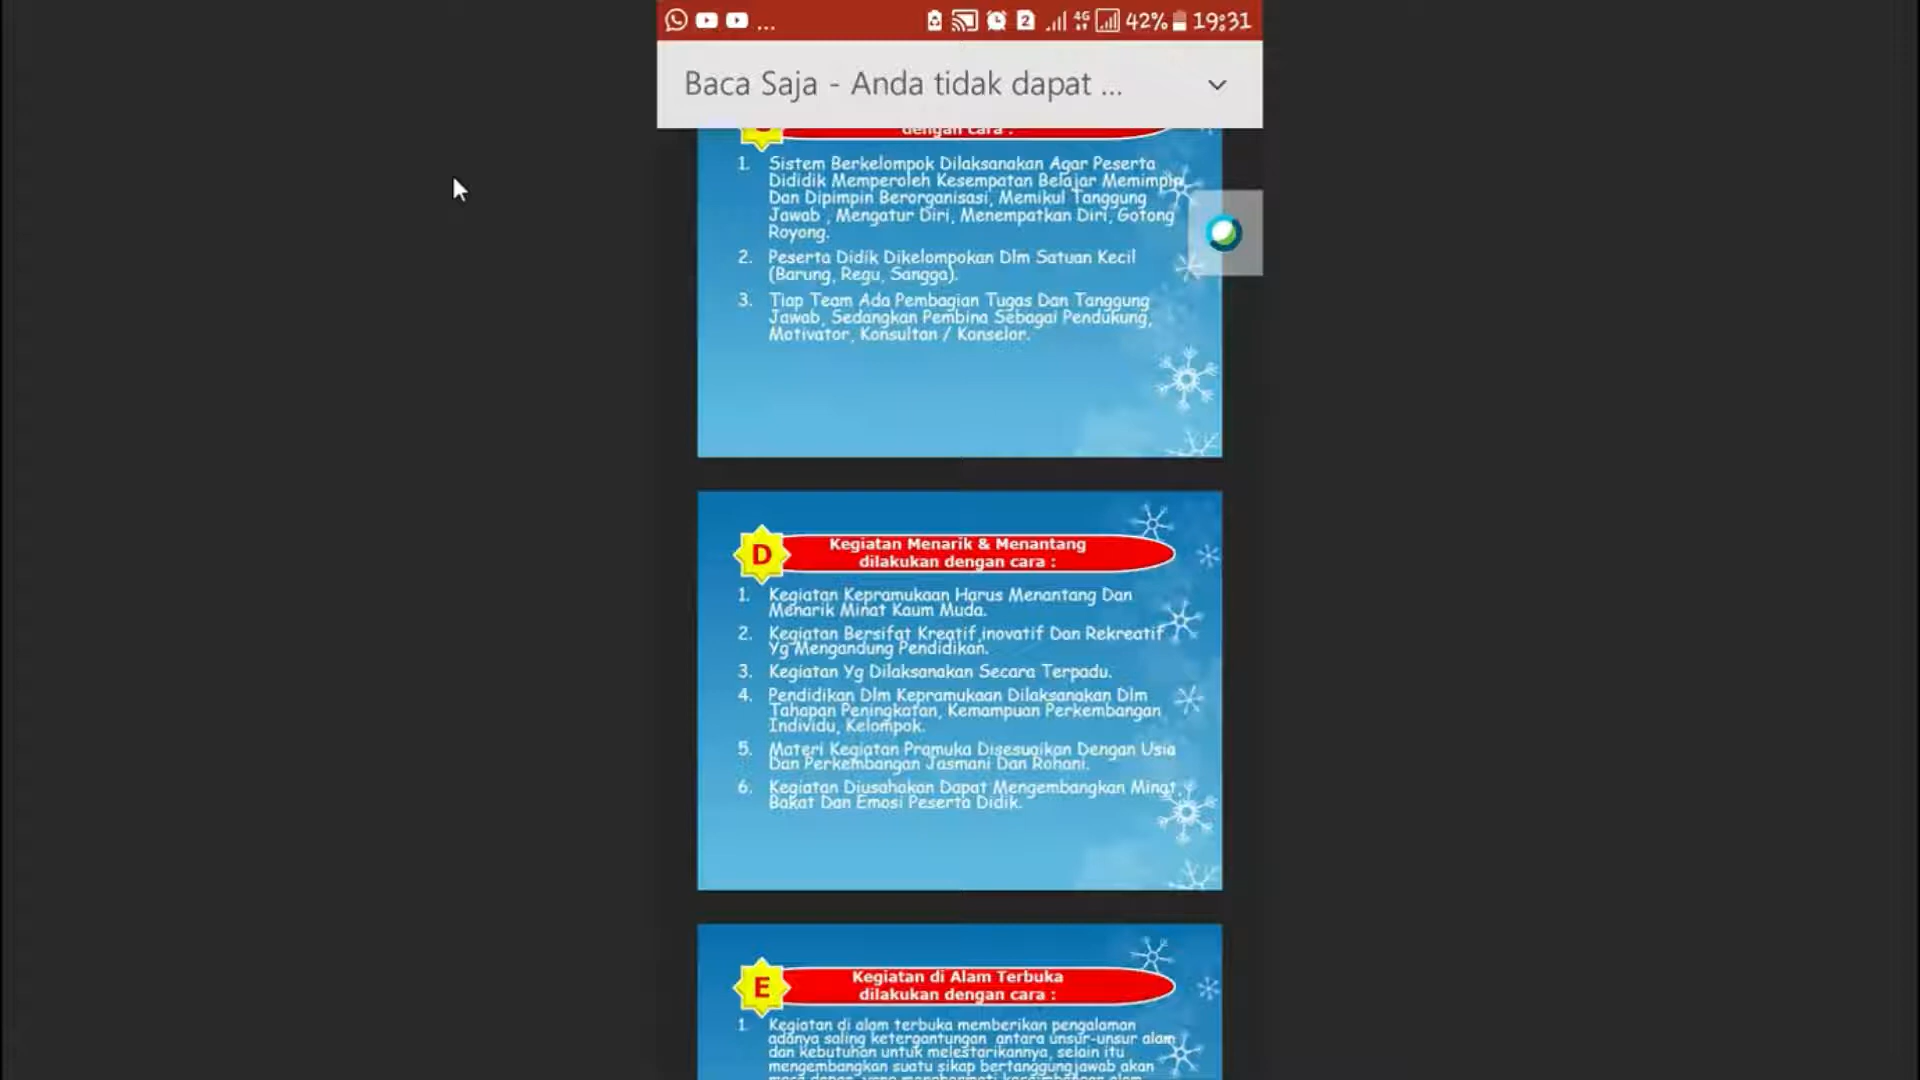 ... 2 4G 42% 19:31
Baca Saja - Anda tidak dapat ...
dengan cara :
1. Sistem Berkelompok Dilaksanakan Agar Peserta
Dididik Memperoleh Kesempatan Belajar Memimpin
Dan Dipimpin Berorganisasi, Memikul Tanggung
Jawab , Mengatur Diri, Menempatkan Diri, Gotong
Royong.
2. Peserta Didik Dikelompokan Dlm Satuan Kecil
(Barung, Regu, Sangga).
3. Tiap Team Ada Pembagian Tugas Dan Tanggung
Jawab, Sedangkan Pembina Sebagai Pendukung,
Motivator, Konsultan / Konselor.
D
Kegiatan Menarik & Menantang
dilakukan dengan cara :
1. Kegiatan Kepramukaan Harus Menantang Dan
Menarik Minat Kaum Muda.
2. Kegiatan Bersifat Kreatif,inovatif Dan Rekreatif
Yg Mengandung Pendidikan.
3. Kegiatan Yg Dilaksanakan Secara Terpadu.
4. Pendidikan Dlm Kepramukaan Dilaksanakan Dlm
Tahapan Peningkatan, Kemampuan Perkembangan
Individu, Kelompok.
5. Materi Kegiatan Pramuka Disesuaikan Dengan Usia
Dan Perkembangan Jasmani Dan Rohani.
6. Kegiatan Diusahakan Dapat Mengembangkan Minat,
Bakat Dan Emosi Peserta Didik.
E
Kegiatan di Alam Terbuka
dilakukan dengan cara :
1. Kegiatan di alam terbuka memberikan pengalaman
adanya saling ketergantungan antara unsur-unsur alam
dan kebutuhan untuk melestarikannya, selain itu
mengembangkan suatu sikap bertanggungjawab akan